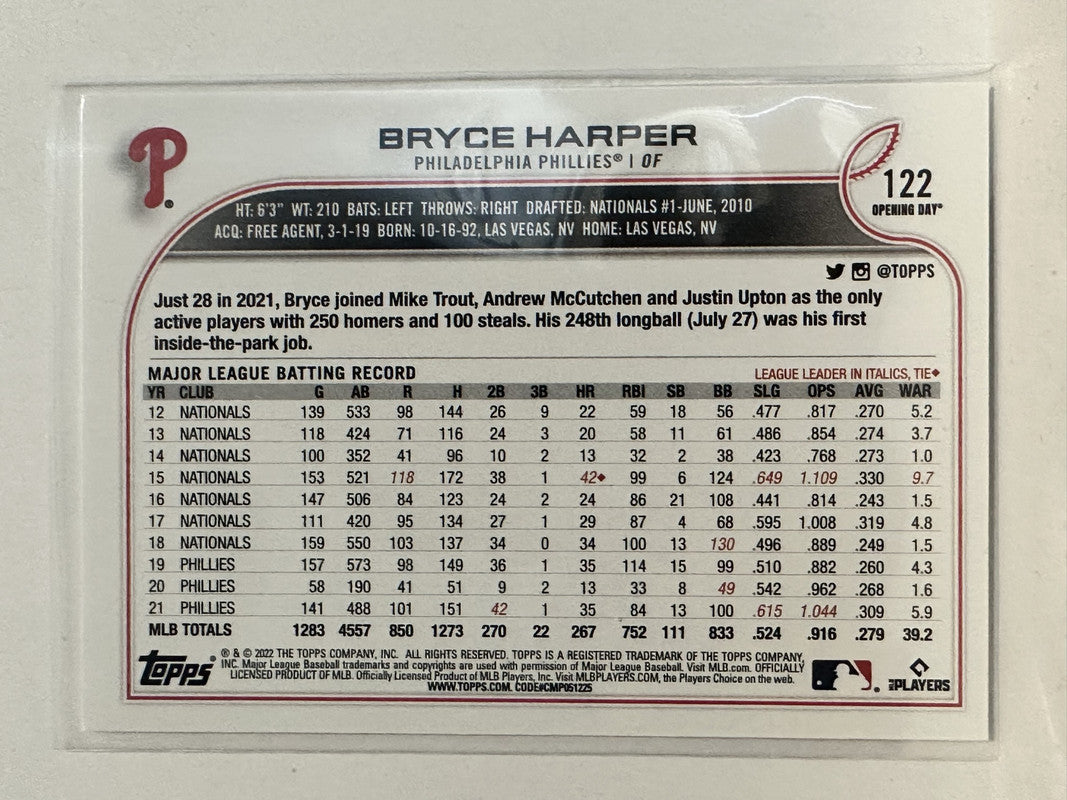 P®
BRYCE HARPER
PHILADELPHIA PHILLIES® | OF
122
OPENING DAY®
HT: 6'3" WT: 210 BATS: LEFT THROWS: RIGHT DRAFTED: NATIONALS #1-JUNE, 2010
ACQ: FREE AGENT, 3-1-19 BORN: 10-16-92, LAS VEGAS, NV HOME: LAS VEGAS, NV
@TOPPS
Just 28 in 2021, Bryce joined Mike Trout, Andrew McCutchen and Justin Upton as the only
active players with 250 homers and 100 steals. His 248th longball (July 27) was his first
inside-the-park job.
MAJOR LEAGUE BATTING RECORD LEAGUE LEADER IN ITALICS, TIE◆
YR CLUB G AB R H 2B 3B HR RBI SB BB SLG OPS AVG WAR
12 NATIONALS 139 533 98 144 26 9 22 59 18 56 .477 .817 .270 5.2
13 NATIONALS 118 424 71 116 24 3 20 58 11 61 .486 .854 .274 3.7
14 NATIONALS 100 352 41 96 10 2 13 32 2 38 .423 .768 .273 1.0
15 NATIONALS 153 521 118 172 38 1 42◆ 99 6 124 .649 1.109 .330 9.7
16 NATIONALS 147 506 84 123 24 2 24 86 21 108 .441 .814 .243 1.5
17 NATIONALS 111 420 95 134 27 1 29 87 4 68 .595 1.008 .319 4.8
18 NATIONALS 159 550 103 137 34 0 34 100 13 130 .496 .889 .249 1.5
19 PHILLIES 157 573 98 149 36 1 35 114 15 99 .510 .882 .260 4.3
20 PHILLIES 58 190 41 51 9 2 13 33 8 49 .542 .962 .268 1.6
21 PHILLIES 141 488 101 151 42 1 35 84 13 100 .615 1.044 .309 5.9
MLB TOTALS 1283 4557 850 1273 270 22 267 752 111 833 .524 .916 .279 39.2
Topps®
® & © 2022 THE TOPPS COMPANY, INC. ALL RIGHTS RESERVED. TOPPS IS A REGISTERED TRADEMARK OF THE TOPPS COMPANY,
INC. Major League Baseball trademarks and copyrights are used with permission of Major League Baseball. Visit MLB.com. OFFICIALLY
LICENSED PRODUCT OF MLB. Officially Licensed Product of MLB Players, Inc. Visit MLBPLAYERS.COM, the Players Choice on the web.
WWW.TOPPS.COM. CODE#CMP061225
MLB PLAYERS